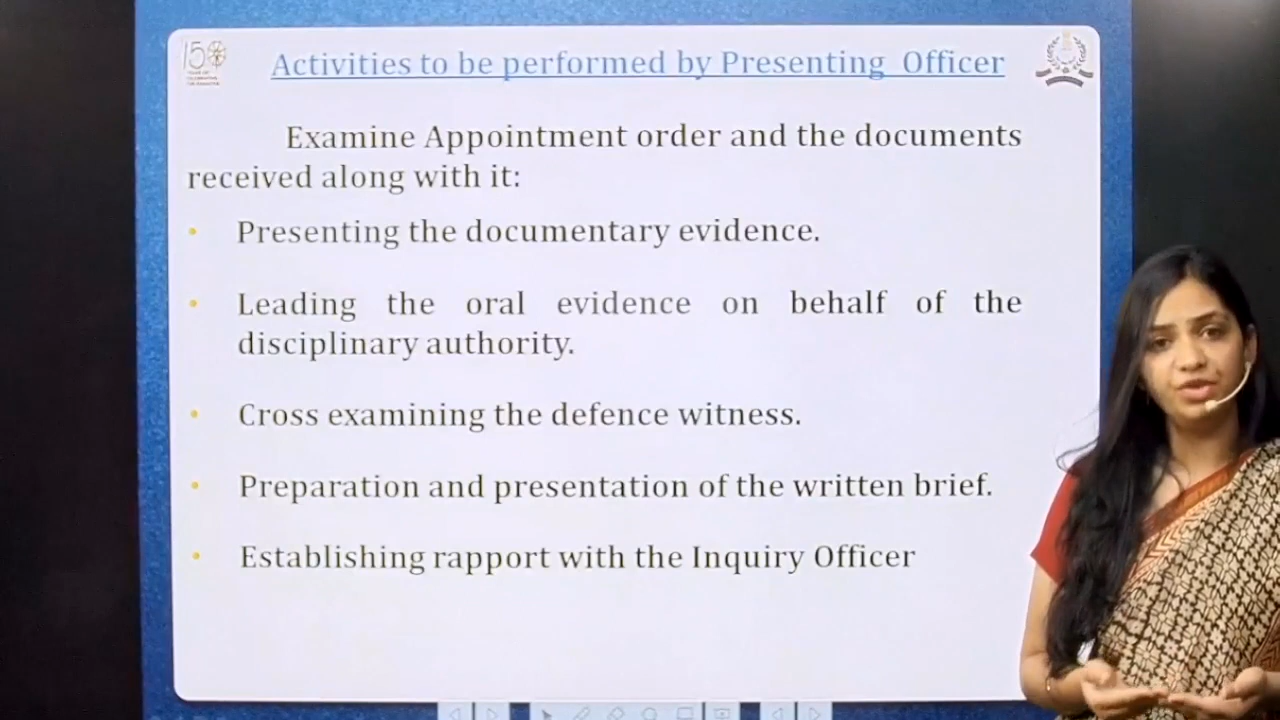 Activities to be performed by Presenting Officer
Examine Appointment order and the documents
received along with it:
• Presenting the documentary evidence.
• Leading the oral evidence on behalf of the
disciplinary authority.
• Cross examining the defence witness.
• Preparation and presentation of the written brief.
• Establishing rapport with the Inquiry Officer
150